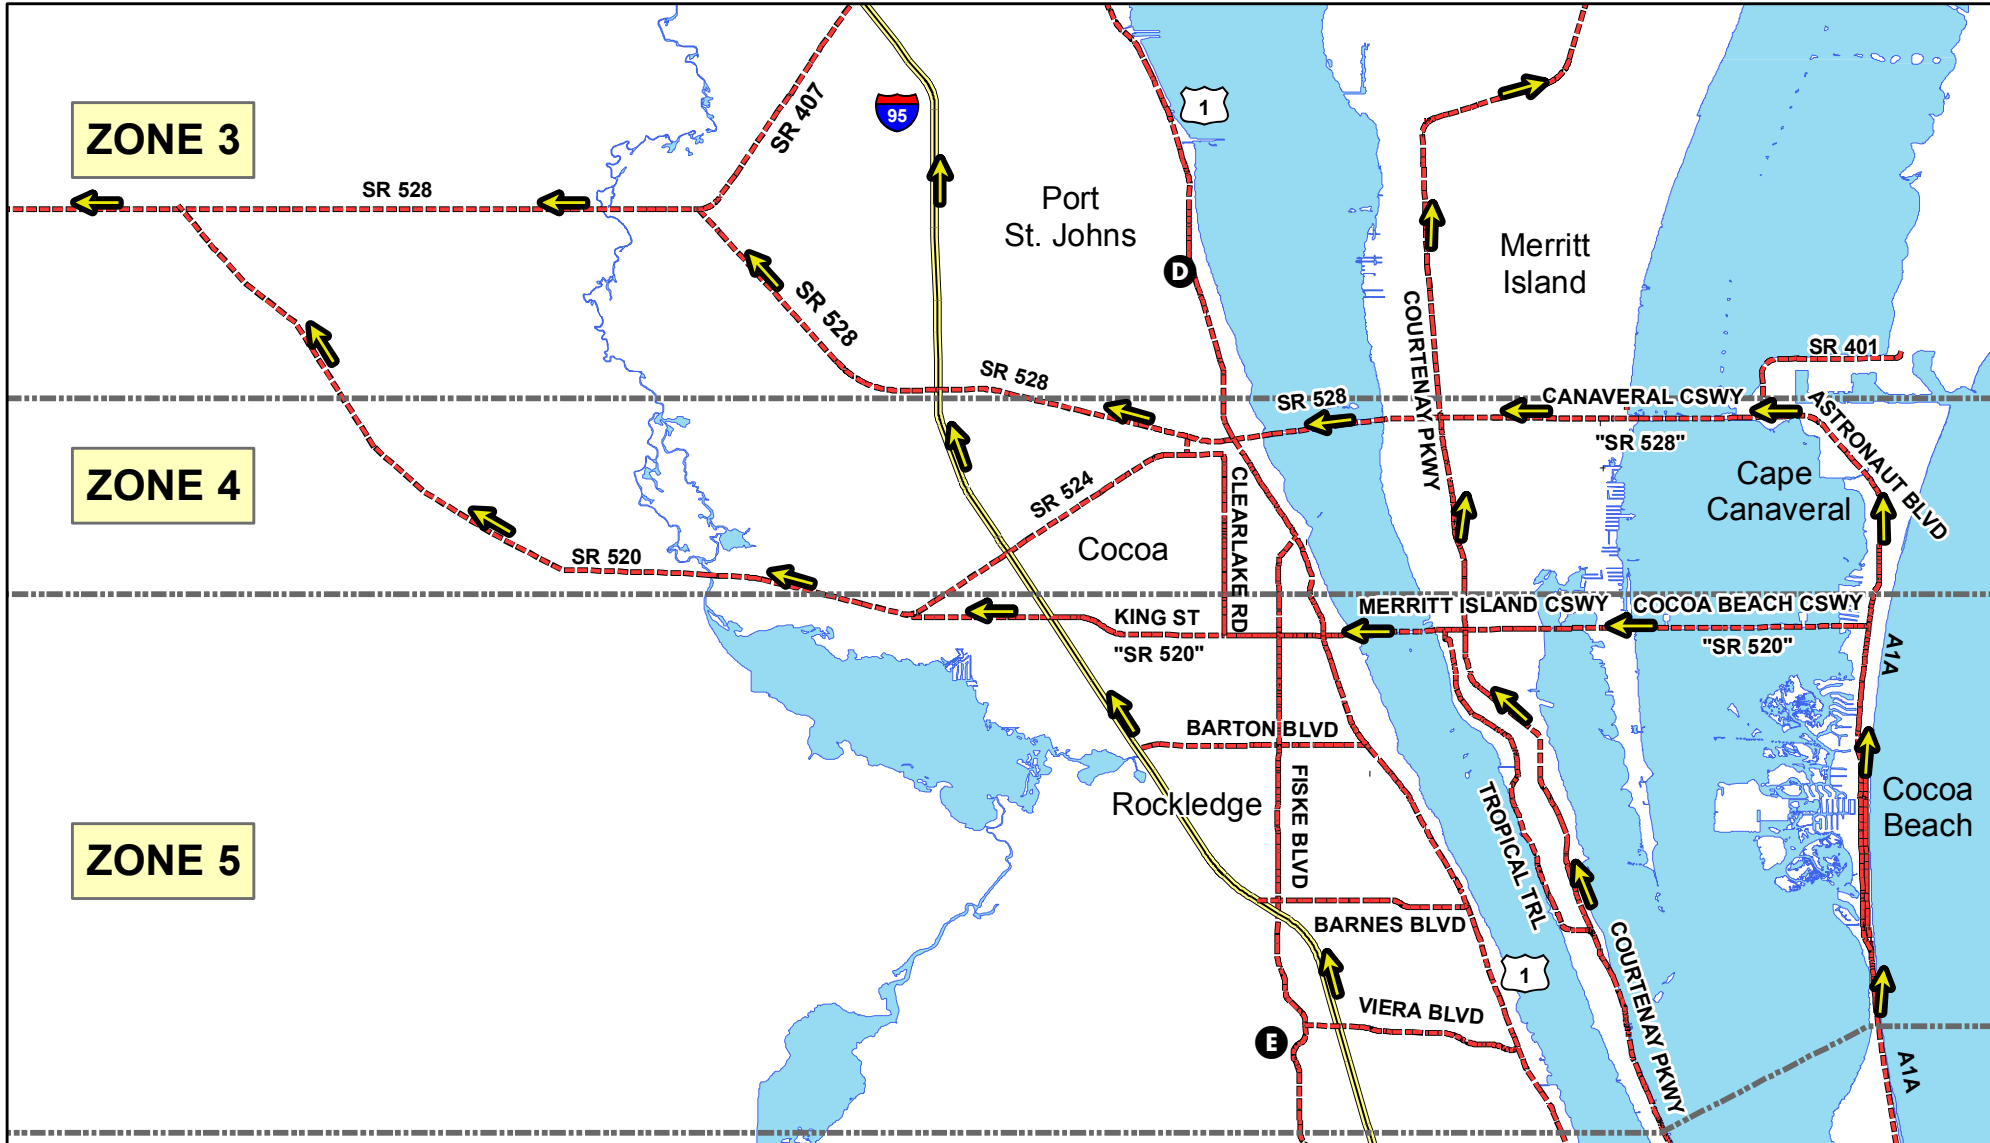 ZONE 3
SR 407
95
1
SR 528
Port
St. Johns
Merritt
Island
D
SR 528
COURTENAY PKWY
SR 401
SR 528
SR 528
CANAVERAL CSWY
"SR 528"
ASTRONAUT BLVD
ZONE 4
Cape
Canaveral
SR 524
CLEARLAKE RD
Cocoa
SR 520
KING ST
"SR 520"
MERRITT ISLAND CSWY
COCOA BEACH CSWY
"SR 520"
A1A
BARTON BLVD
Rockledge
FISKE BLVD
TROPICAL TRL
Cocoa
Beach
ZONE 5
BARNES BLVD
COURTENAY PKWY
1
VIERA BLVD
E
A1A